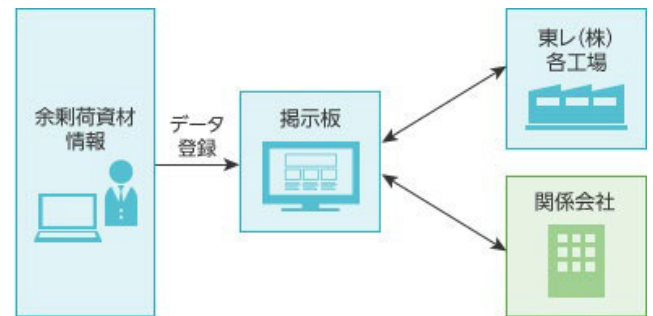 余剰荷資材
情報
データ
登録
掲示板
東レ(株)
各工場
関係会社